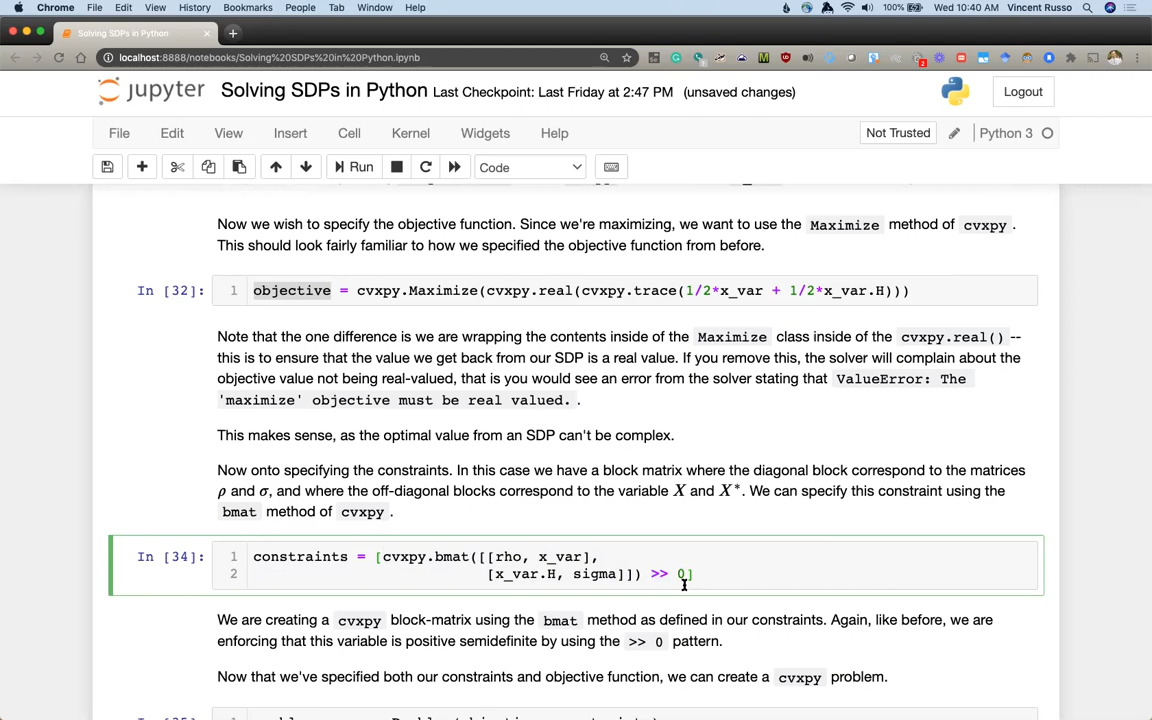 Chrome File Edit View History Bookmarks People Tab Window Help 100% Wed 10:40 AM Vincent Russo
Solving SDPs in Python
localhost:8888/notebooks/Solving%20SDPs%20in%20Python.ipynb
jupyter Solving SDPs in Python Last Checkpoint: Last Friday at 2:47 PM (unsaved changes) Logout
File Edit View Insert Cell Kernel Widgets Help Not Trusted Python 3
Run Code
Now we wish to specify the objective function. Since we're maximizing, we want to use the Maximize method of cvxpy .
This should look fairly familiar to how we specified the objective function from before.
In [32]: 1 objective = cvxpy.Maximize(cvxpy.real(cvxpy.trace(1/2*x_var + 1/2*x_var.H)))
Note that the one difference is we are wrapping the contents inside of the Maximize class inside of the cvxpy.real() --
this is to ensure that the value we get back from our SDP is a real value. If you remove this, the solver will complain about the
objective value not being real-valued, that is you would see an error from the solver stating that ValueError: The
'maximize' objective must be real valued. .
This makes sense, as the optimal value from an SDP can't be complex.
Now onto specifying the constraints. In this case we have a block matrix where the diagonal block correspond to the matrices
ρ and σ, and where the off-diagonal blocks correspond to the variable X and X*. We can specify this constraint using the
bmat method of cvxpy .
In [34]: 1 constraints = [cvxpy.bmat([[rho, x_var],
2 [x_var.H, sigma]]) >> 0]
We are creating a cvxpy block-matrix using the bmat method as defined in our constraints. Again, like before, we are
enforcing that this variable is positive semidefinite by using the >> 0 pattern.
Now that we've specified both our constraints and objective function, we can create a cvxpy problem.